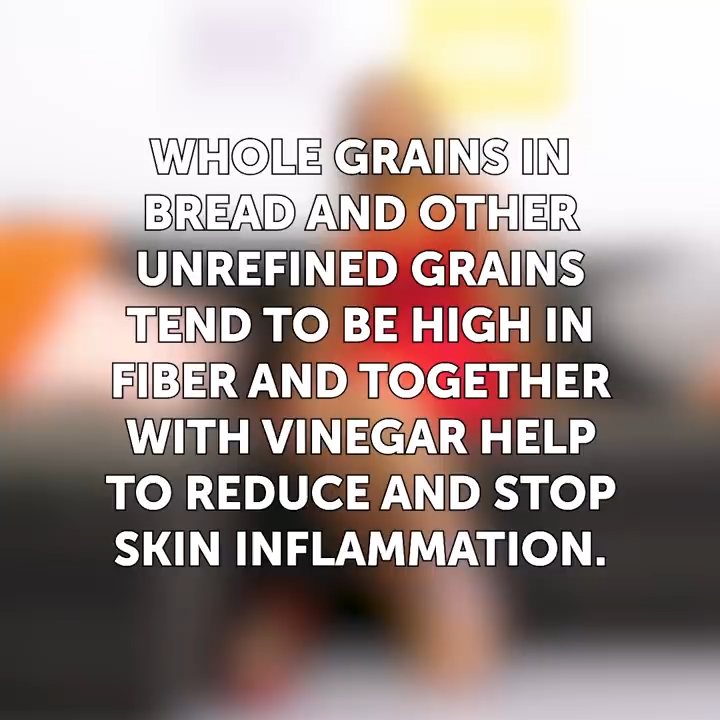 WHOLE GRAINS IN
BREAD AND OTHER
UNREFINED GRAINS
TEND TO BE HIGH IN
FIBER AND TOGETHER
WITH VINEGAR HELP
TO REDUCE AND STOP
SKIN INFLAMMATION.